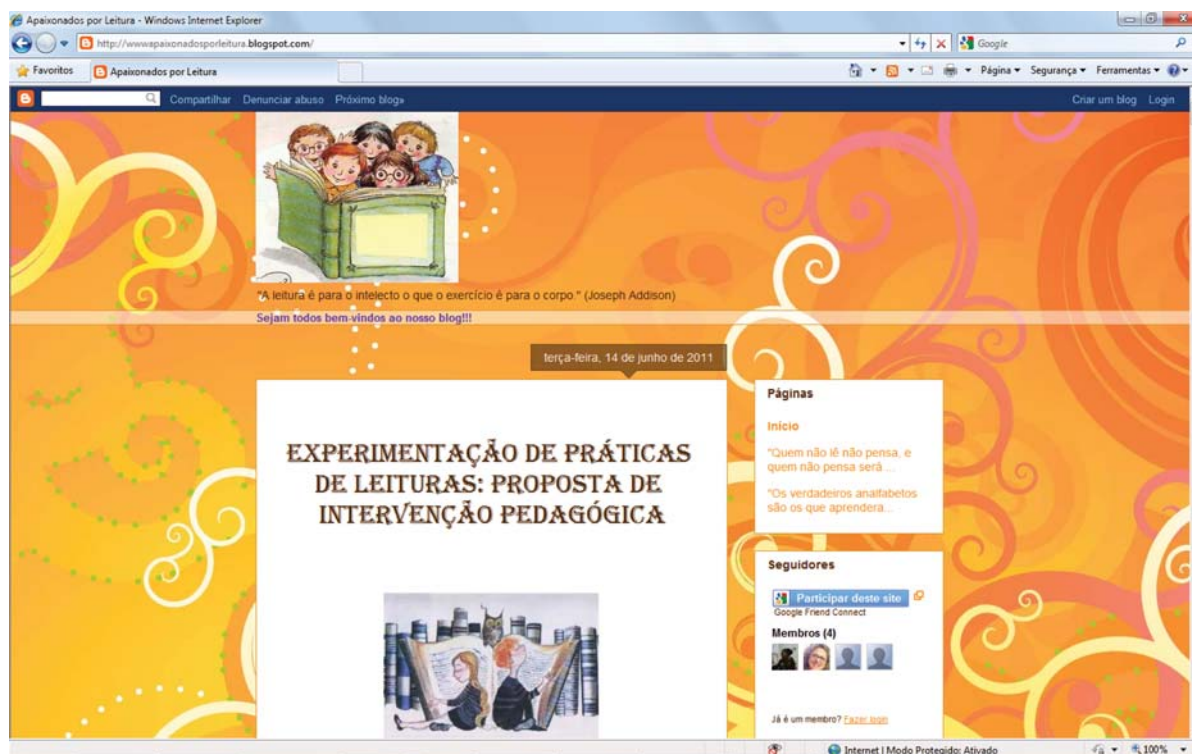 Apaixonados por Leitura - Windows Internet Explorer
http://wwwapaixonadosporleitura.blogspot.com/
Google
Favoritos
Apaixonados por Leitura
Página
Segurança
Ferramentas
Compartilhar Denunciar abuso Próximo blog»
Criar um blog Login
"A leitura é para o intelecto o que o exercício é para o corpo." (Joseph Addison)
Sejam todos bem-vindos ao nosso blog!!!
terça-feira, 14 de junho de 2011
EXPERIMENTAÇÃO DE PRÁTICAS
DE LEITURAS: PROPOSTA DE
INTERVENÇÃO PEDAGÓGICA
Páginas
Início
"Quem não lê não pensa, e
quem não pensa será ...
"Os verdadeiros analfabetos
são os que aprendera...
Seguidores
Participar deste site
Google Friend Connect
Membros (4)
Já é um membro? Fazer login
Internet | Modo Protegido: Ativado
100%